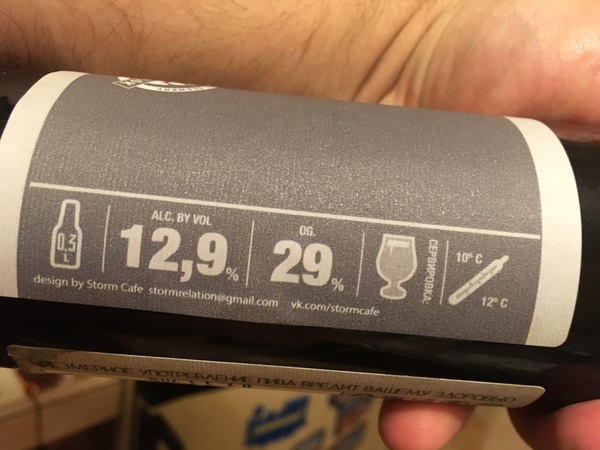 0.3 L
ALC. BY VOL
12,9%
OG.
29%
СЕРВИРОВКА:
10° C
12° C
design by Storm Cafe stormrelation@gmail.com vk.com/stormcafe
УПОТРЕБЛЕНИЕ ПИВА ВРЕДИТ ВАШЕМУ ЗДОРОВЬЮ